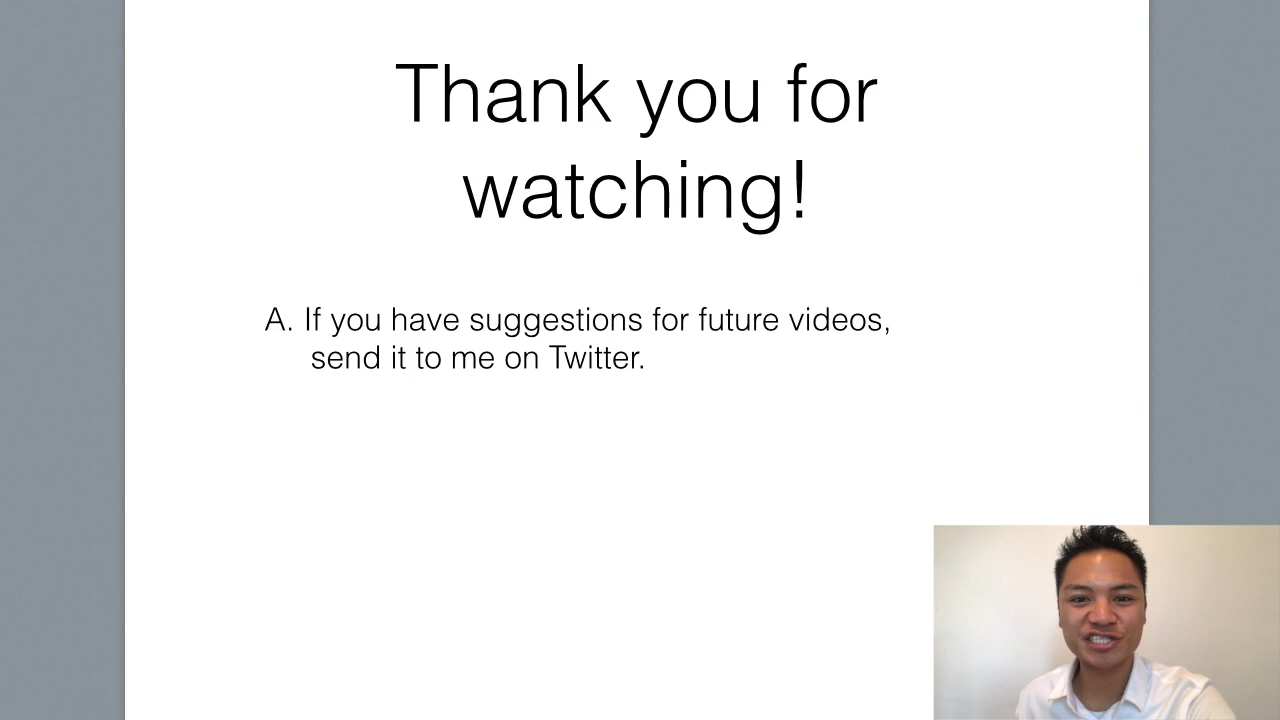 Thank you for
watching!
A. If you have suggestions for future videos,
send it to me on Twitter.